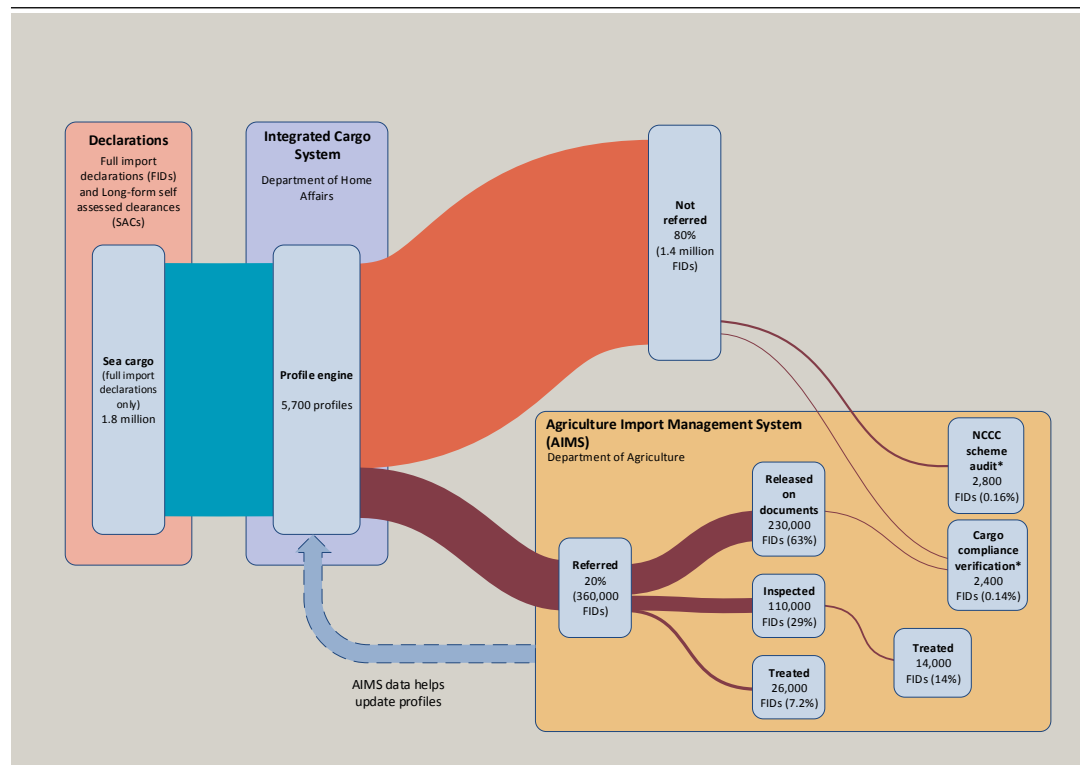 Declarations
Full import
declarations (FIDs)
and Long-form self
assessed clearances
(SACs)
Sea cargo
(full import
declarations
only)
1.8 million
Integrated Cargo
System
Department of Home
Affairs
Profile engine
5,700 profiles
Not
referred
80%
(1.4 million
FIDs)
Agriculture Import Management System
(AIMS)
Department of Agriculture
Referred
20%
(360,000
FIDs)
Released
on
documents
230,000
FIDs (63%)
Inspected
110,000
FIDs (29%)
Treated
26,000
FIDs (7.2%)
NCCC
scheme
audit*
2,800
FIDs (0.16%)
Cargo
compliance
verification*
2,400
FIDs (0.14%)
Treated
14,000
FIDs (14%)
AIMS data helps
update profiles